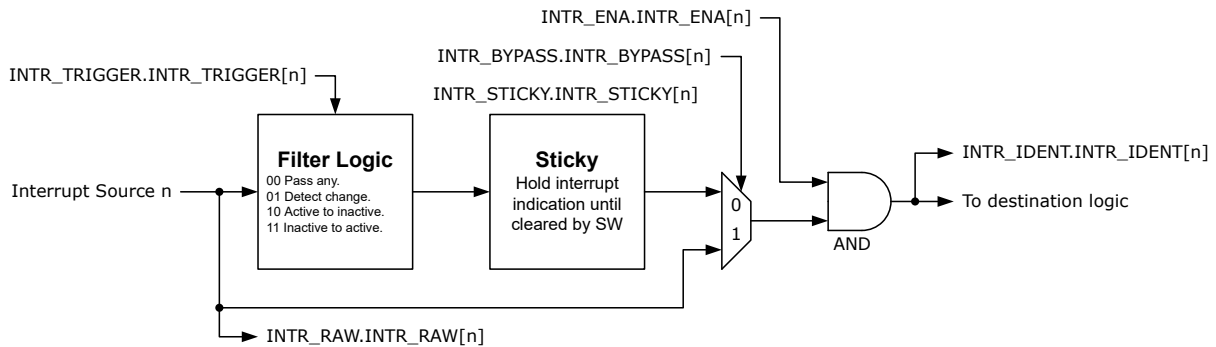 INTR_ENA.INTR_ENA[n]
INTR_BYPASS.INTR_BYPASS[n]
INTR_TRIGGER.INTR_TRIGGER[n]
INTR_STICKY.INTR_STICKY[n]
Filter Logic
00 Pass any.
01 Detect change.
10 Active to inactive.
11 Inactive to active.
Sticky
Hold interrupt
indication until
cleared by SW
Interrupt Source n
0
1
AND
INTR_IDENT.INTR_IDENT[n]
To destination logic
INTR_RAW.INTR_RAW[n]